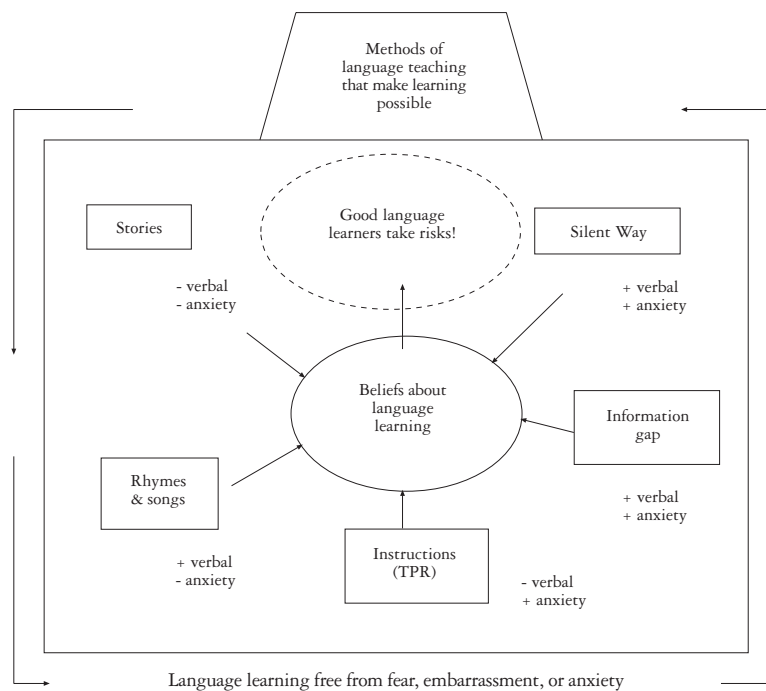 Methods of
language teaching
that make learning
possible
Good language
learners take risks!
Stories
Silent Way
- verbal
- anxiety
+ verbal
+ anxiety
Beliefs about
language
learning
Information
gap
+ verbal
+ anxiety
Rhymes
& songs
+ verbal
- anxiety
Instructions
(TPR)
- verbal
+ anxiety
Language learning free from fear, embarrassment, or anxiety